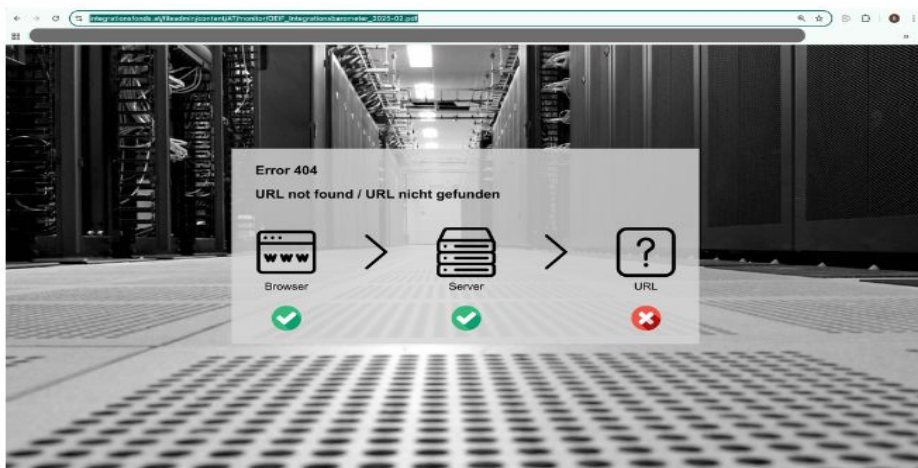 integrationsfonds.at/fileadmin/content/AT/monitor/OEIF_Integrationsbarometer_2025-02.pdf
Error 404
URL not found / URL nicht gefunden
www
Browser
Server
?
URL